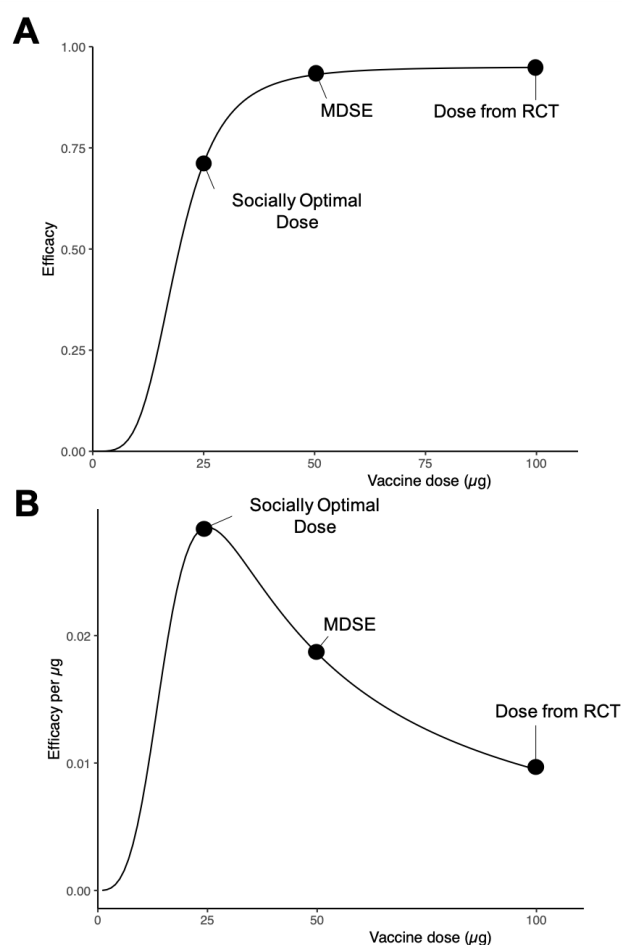 A
1.00
MDSE
Dose from RCT
0.75
Socially Optimal
Dose
Efficacy
0.50
0.25
0.00
0
25
50
75
100
Vaccine dose (µg)
B
Socially Optimal
Dose
0.02
MDSE
Efficacy per µg
Dose from RCT
0.01
0.00
0
25
50
100
Vaccine dose (µg)